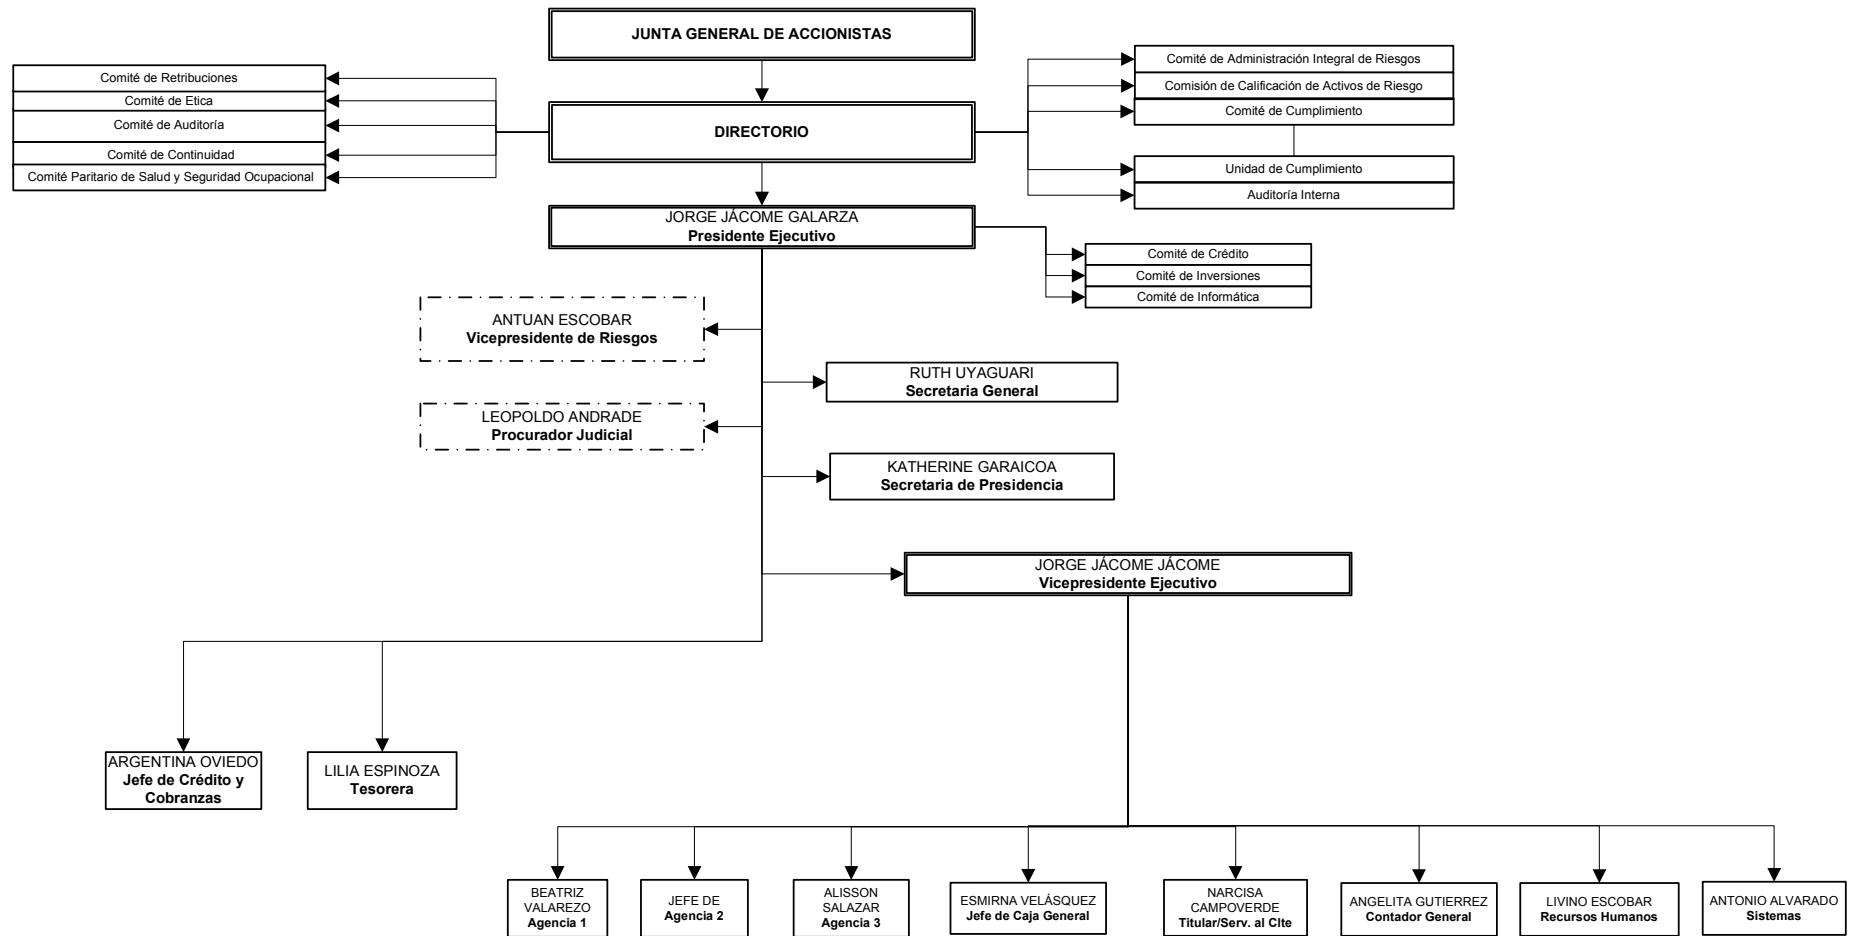 JUNTA GENERAL DE ACCIONISTAS
Comité de Retribuciones
Comité de Etica
Comité de Auditoría
Comité de Continuidad
Comité Paritario de Salud y Seguridad Ocupacional
DIRECTORIO
Comité de Administración Integral de Riesgos
Comisión de Calificación de Activos de Riesgo
Comité de Cumplimiento
Unidad de Cumplimiento
Auditoría Interna
JORGE JÁCOME GALARZA
Presidente Ejecutivo
Comité de Crédito
Comité de Inversiones
Comité de Informática
ANTUAN ESCOBAR
Vicepresidente de Riesgos
RUTH UYAGUARI
Secretaria General
LEOPOLDO ANDRADE
Procurador Judicial
KATHERINE GARAICOA
Secretaria de Presidencia
JORGE JÁCOME JÁCOME
Vicepresidente Ejecutivo
ARGENTINA OVIEDO
Jefe de Crédito y
Cobranzas
LILIA ESPINOZA
Tesorera
BEATRIZ
VALAREZO
Agencia 1
JEFE DE
Agencia 2
ALISSON
SALAZAR
Agencia 3
ESMIRNA VELÁSQUEZ
Jefe de Caja General
NARCISA
CAMPOVERDE
Titular/Serv. al Clte
ANGELITA GUTIERREZ
Contador General
LIVINO ESCOBAR
Recursos Humanos
ANTONIO ALVARADO
Sistemas